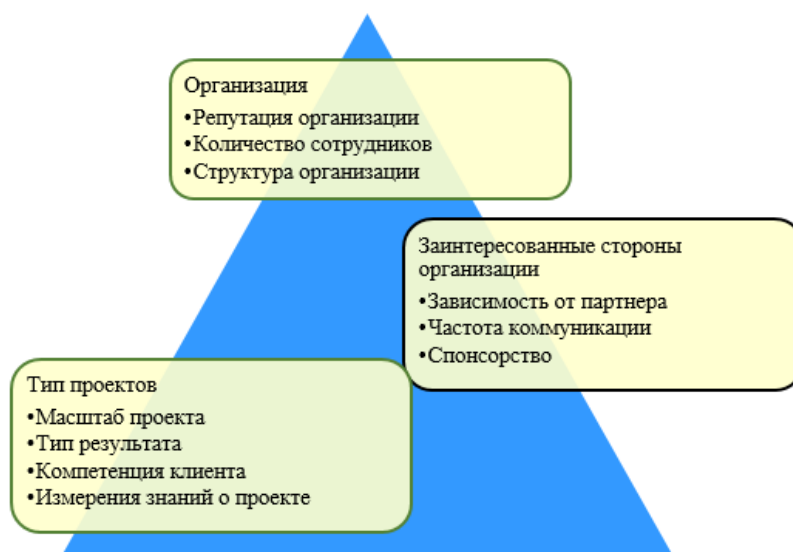 Организация
•Репутация организации
•Количество сотрудников
•Структура организации
Заинтересованные стороны
организации
•Зависимость от партнера
•Частота коммуникации
•Спонсорство
Тип проектов
•Масштаб проекта
•Тип результата
•Компетенция клиента
•Измерения знаний о проекте